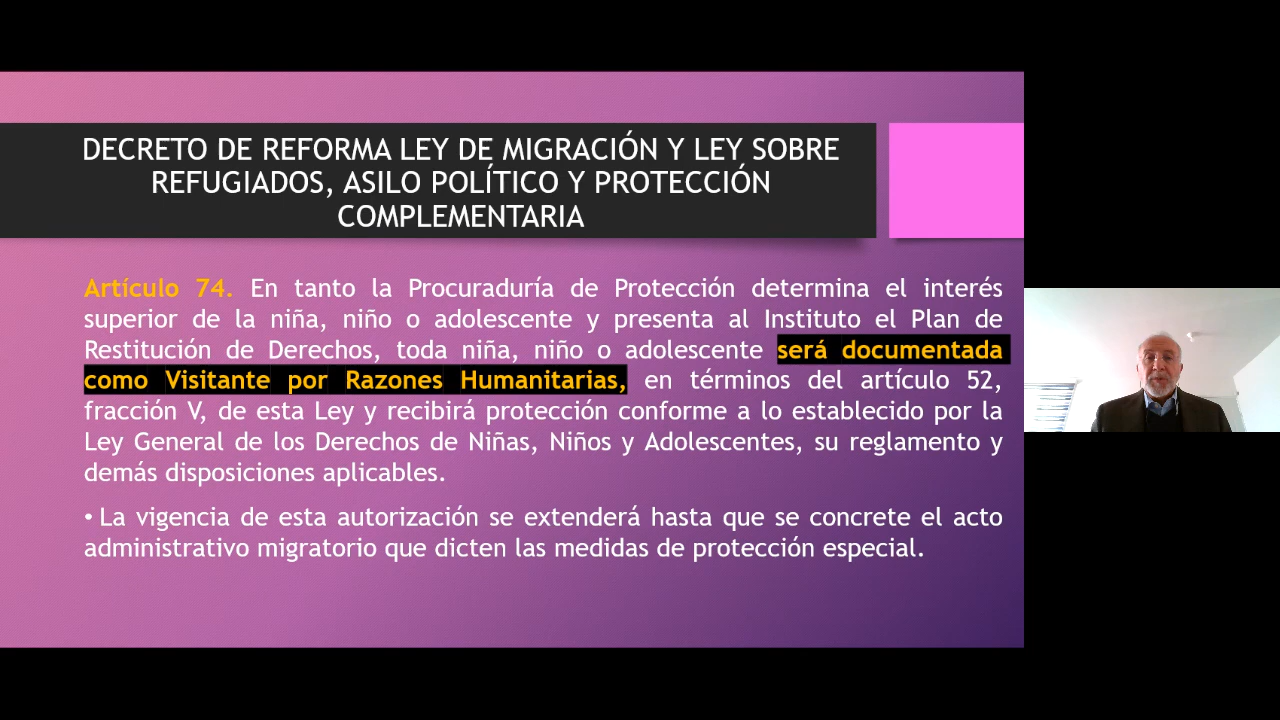 DECRETO DE REFORMA LEY DE MIGRACIÓN Y LEY SOBRE
REFUGIADOS, ASILO POLÍTICO Y PROTECCIÓN
COMPLEMENTARIA
Artículo 74. En tanto la Procuraduría de Protección determina el interés
superior de la niña, niño o adolescente y presenta al Instituto el Plan de
Restitución de Derechos, toda niña, niño o adolescente será documentada
como Visitante por Razones Humanitarias, en términos del artículo 52,
fracción V, de esta Ley y recibirá protección conforme a lo establecido por la
Ley General de los Derechos de Niñas, Niños y Adolescentes, su reglamento y
demás disposiciones aplicables.
• La vigencia de esta autorización se extenderá hasta que se concrete el acto
administrativo migratorio que dicten las medidas de protección especial.